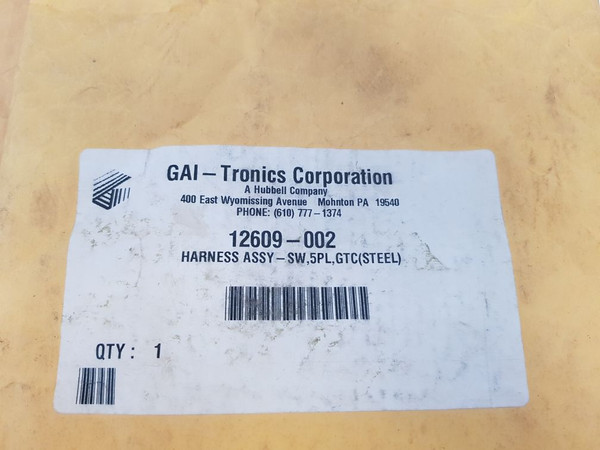 GAI-Tronics Corporation
A Hubbell Company
400 East Wyomissing Avenue Mohnton PA 19540
PHONE: (610) 777-1374
12609-002
HARNESS ASSY-SW,5PL,GTC(STEEL)
QTY: 1